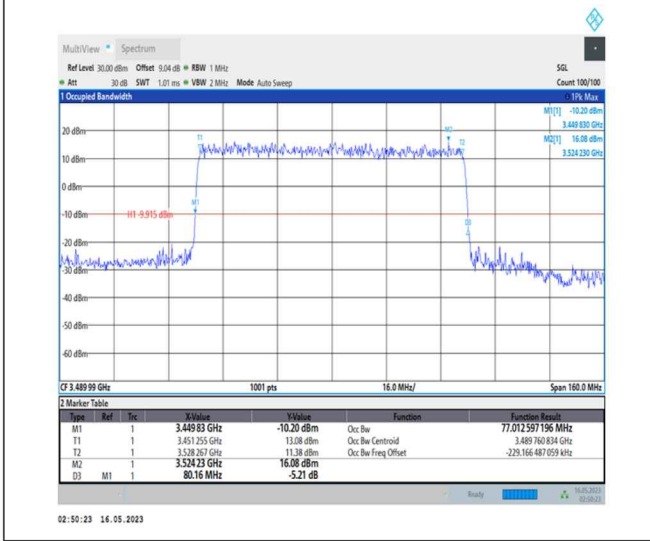 MultiView Spectrum
Ref Level 30.00 dBm Offset 9.04 dB RBW 1 MHz SGL
Att 30 dB SWT 1.01 ms VBW 2 MHz Mode Auto Sweep Count 100/100
1 Occupied Bandwidth 1Pk Max
M1[1] -10.20 dBm
3.449 830 GHz
M2[1] 16.08 dBm
3.524 230 GHz
20 dBm
M2
T1
T2
10 dBm
0 dBm
M1
-10 dBm
H1 -9.915 dBm
D3
-20 dBm
-30 dBm
-40 dBm
-50 dBm
-60 dBm
CF 3.489 99 GHz 1001 pts 16.0 MHz/ Span 160.0 MHz
2 Marker Table
Type Ref Trc X-Value Y-Value Function Function Result
M1 1 3.449 83 GHz -10.20 dBm Occ Bw 77.012 597 196 MHz
T1 1 3.451 255 GHz 13.08 dBm Occ Bw Centroid 3.489 760 834 GHz
T2 1 3.528 267 GHz 11.38 dBm Occ Bw Freq Offset -229.166 487 059 kHz
M2 1 3.524 23 GHz 16.08 dBm
D3 M1 1 80.16 MHz -5.21 dB
Ready 16.05.2023
02:50:23
02:50:23 16.05.2023